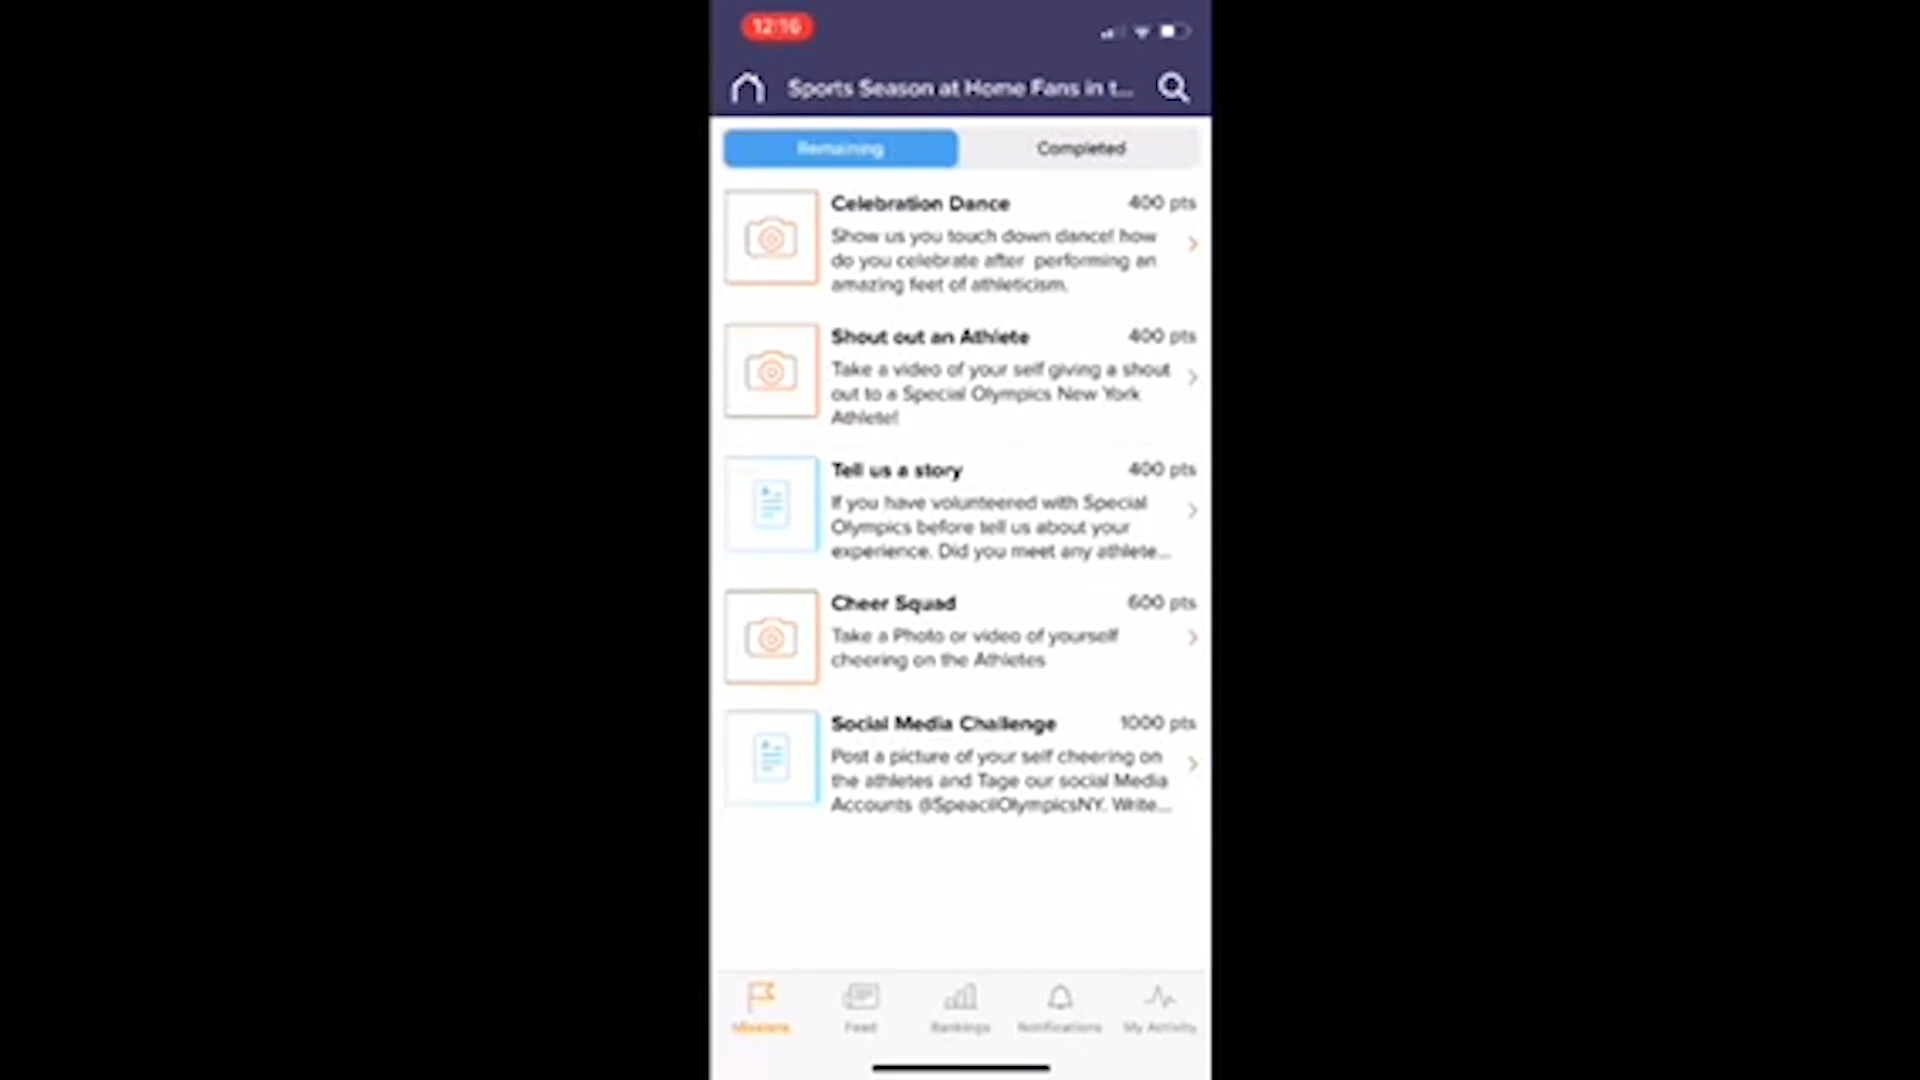 12:16
Sports Season at Home Fans in t...
Remaining
Completed
Celebration Dance
400 pts
Show us you touch down dance! how
do you celebrate after performing an
amazing feet of athleticism.
Shout out an Athlete
400 pts
Take a video of your self giving a shout
out to a Special Olympics New York
Athlete!
Tell us a story
400 pts
If you have volunteered with Special
Olympics before tell us about your
experience. Did you meet any athlete...
Cheer Squad
600 pts
Take a Photo or video of yourself
cheering on the Athletes
Social Media Challenge
1000 pts
Post a picture of your self cheering on
the athletes and Tage our social Media
Accounts @SpeacilOlympicsNY. Write...
Missions
Feed
Rankings
Notifications
My Activity